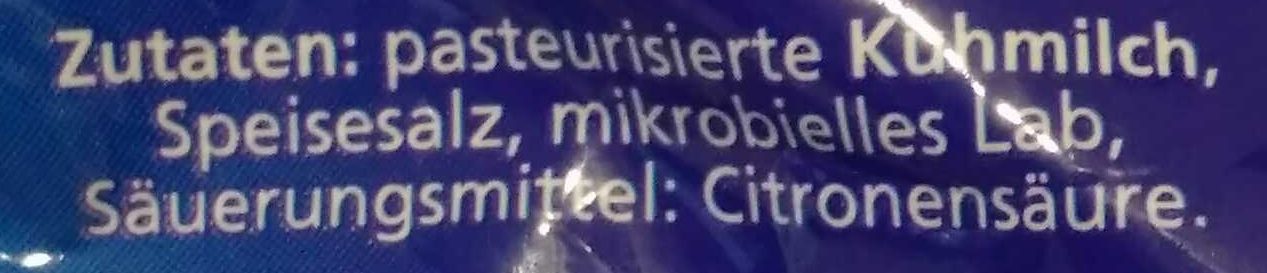 Zutaten: pasteurisierte Kuhmilch,
Speisesalz, mikrobielles Lab,
Säuerungsmittel: Citronensäure.